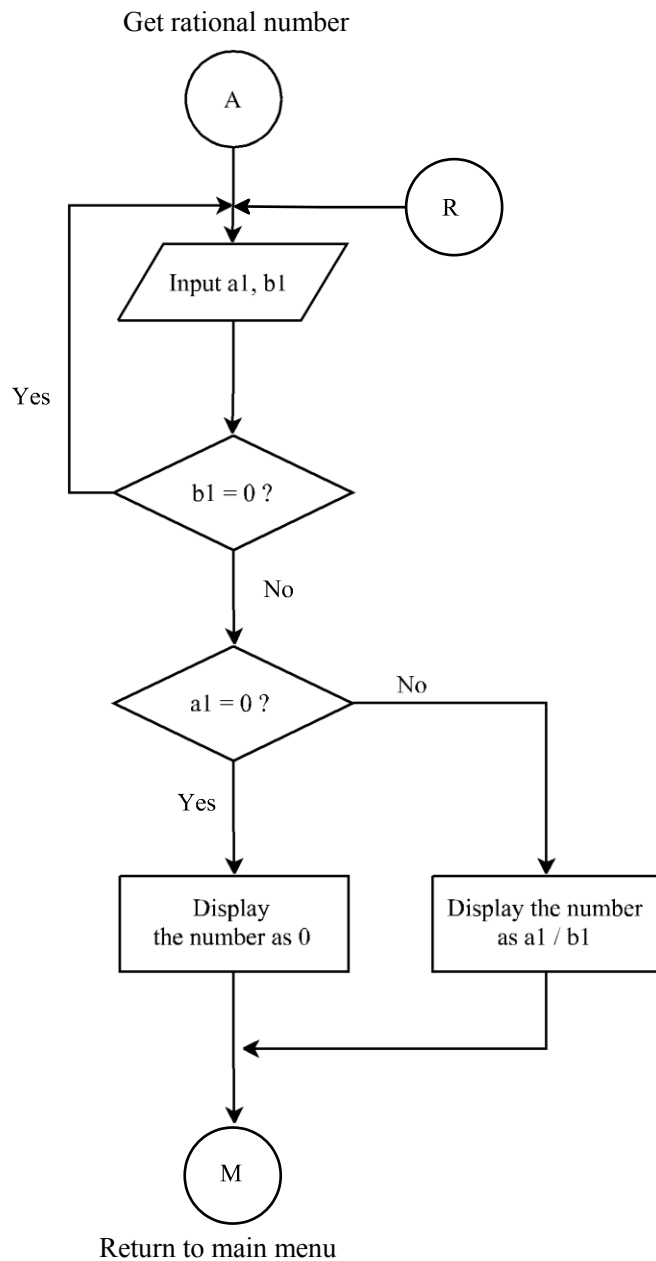 Get rational number
A
R
Input a1, b1
Yes
b1 = 0 ?
No
a1 = 0 ?
No
Yes
Display
the number as 0
Display the number
as a1 / b1
M
Return to main menu